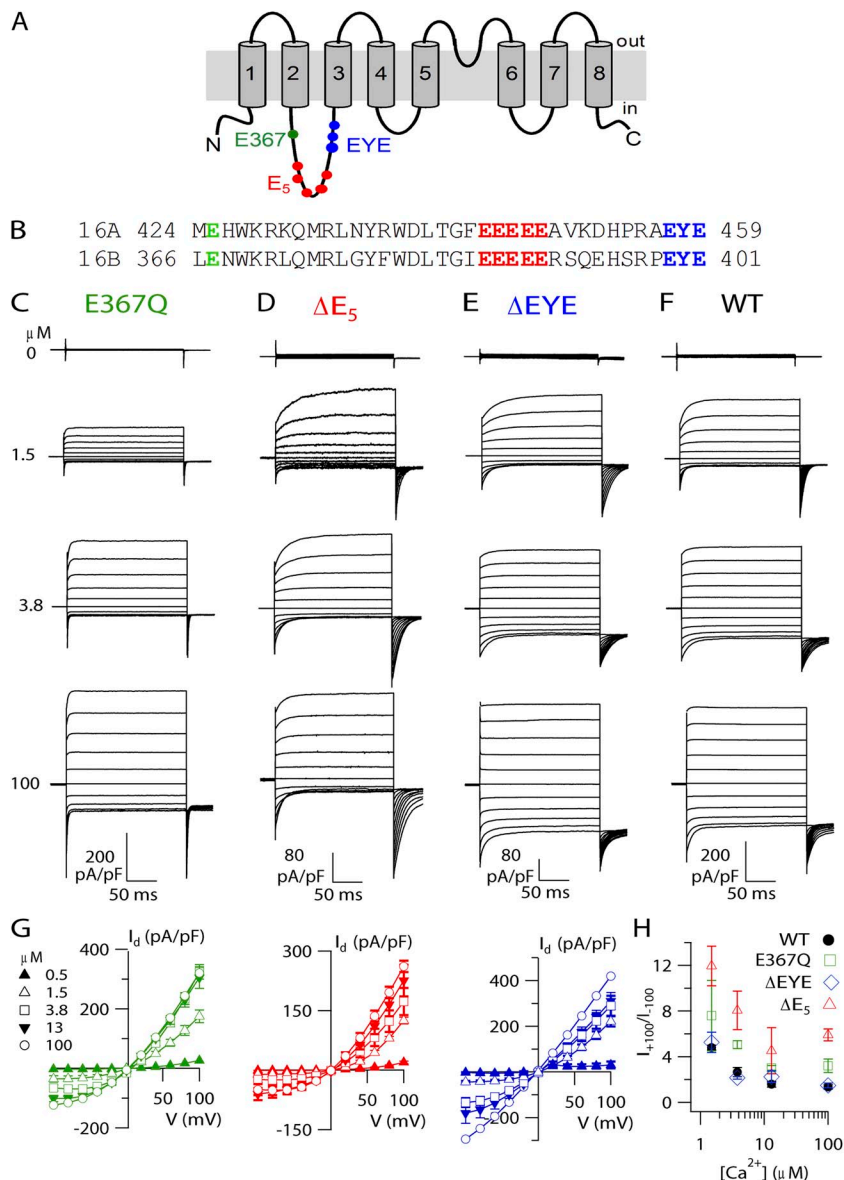 A
out
1 2 3 4 5 6 7 8
in
N
C
E367
EYE
E5
B
16A 424 MEHWKRKQMRLNYRWDLTGFEEEEEAVKDHPRAEYE 459
16B 366 LENWKRLQMRLGYFWDLTGIEEEEERSQEHSRPEYE 401
C E367Q D ΔE5 E ΔEYE F WT
μM
0
1.5
3.8
100
200
pA/pF
50 ms
80
pA/pF
50 ms
80
pA/pF
50 ms
200
pA/pF
50 ms
G
Id (pA/pF)
μM
0.5
1.5
3.8
13
100
400
200
-200
50 100
V (mV)
Id (pA/pF)
300
150
-150
50 100
V (mV)
Id (pA/pF)
400
200
200
50 100
V (mV)
H
WT
E367Q
ΔEYE
ΔE5
I+100/I-100
12
8
4
0
1 10 100
[Ca2+] (μM)